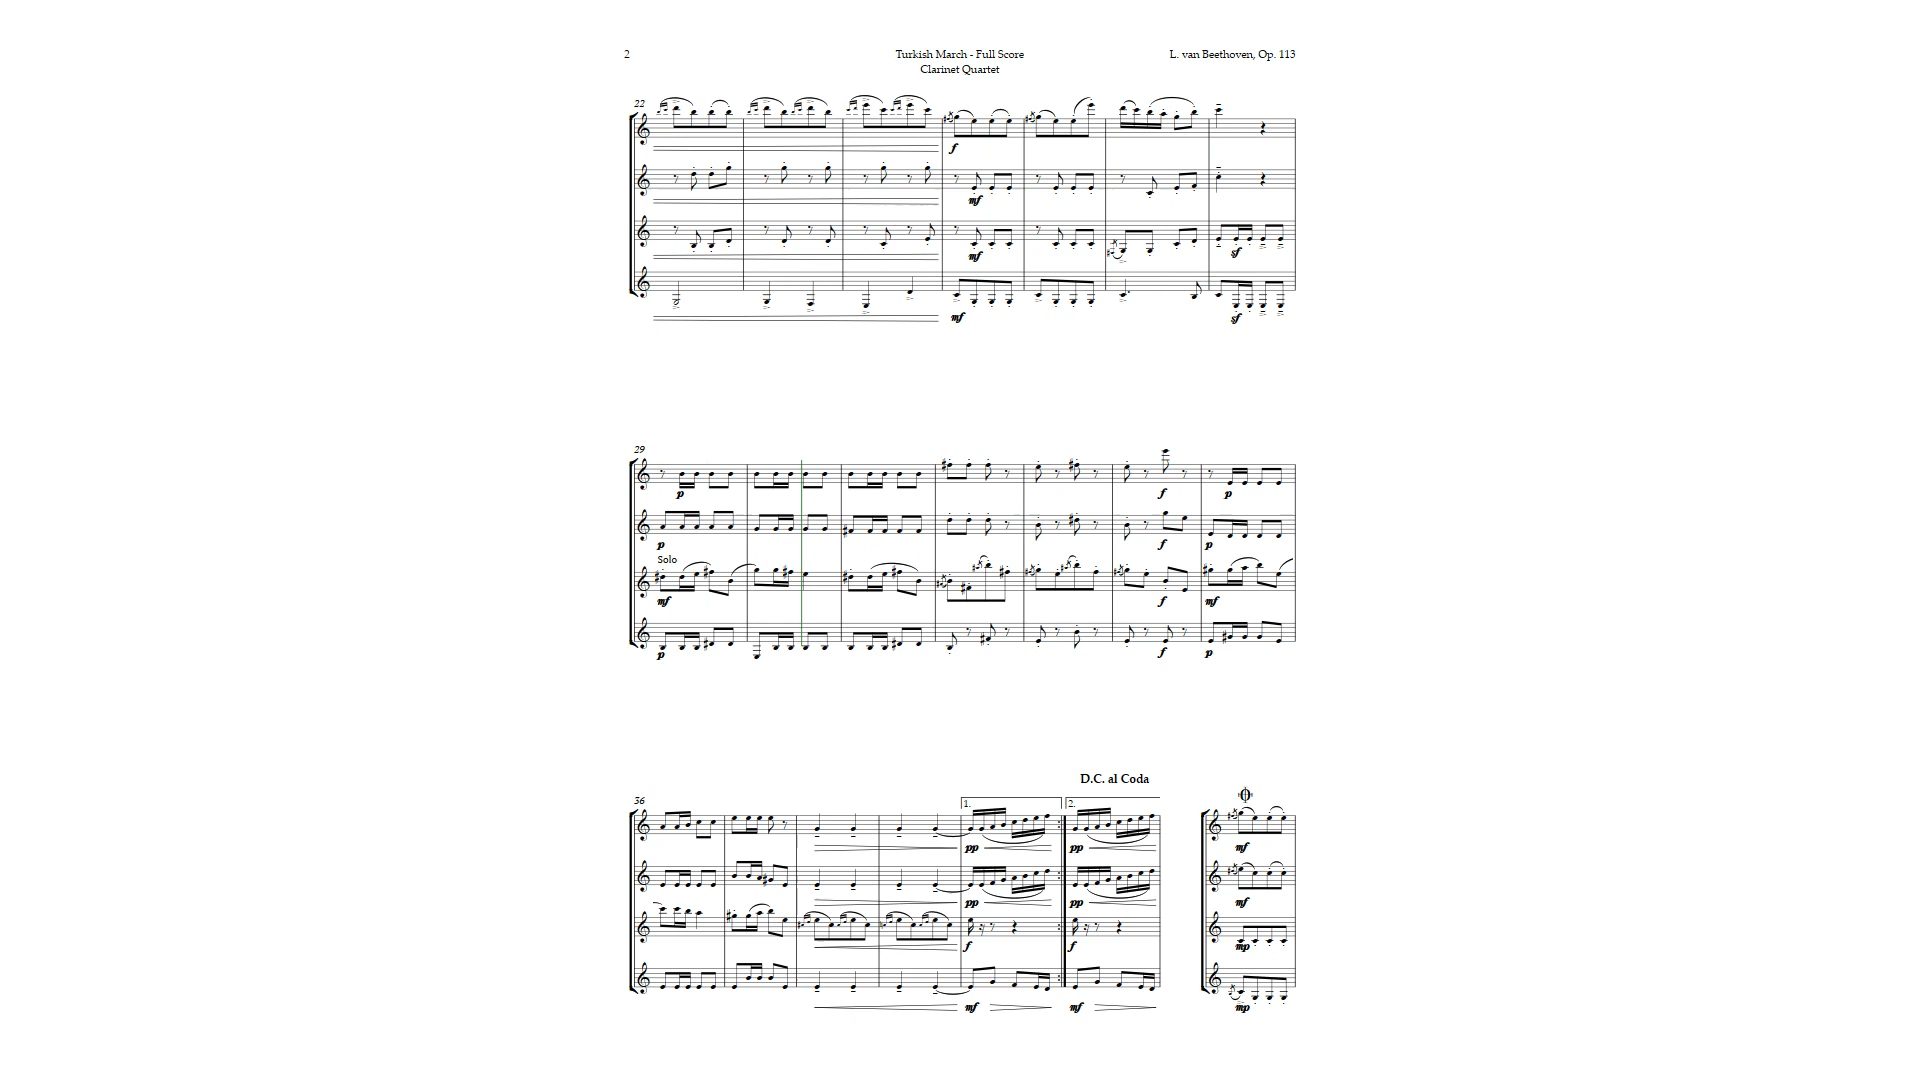 2 Turkish March - Full Score L. van Beethoven, Op. 113
Clarinet Quartet
22
f
mf
mf sf
mf sf
29
p f p
p f p
Solo
mf f mf
p f p
D.C. al Coda
36 1. 2.
pp pp mf
pp pp mf
f f mp
mf mf mp